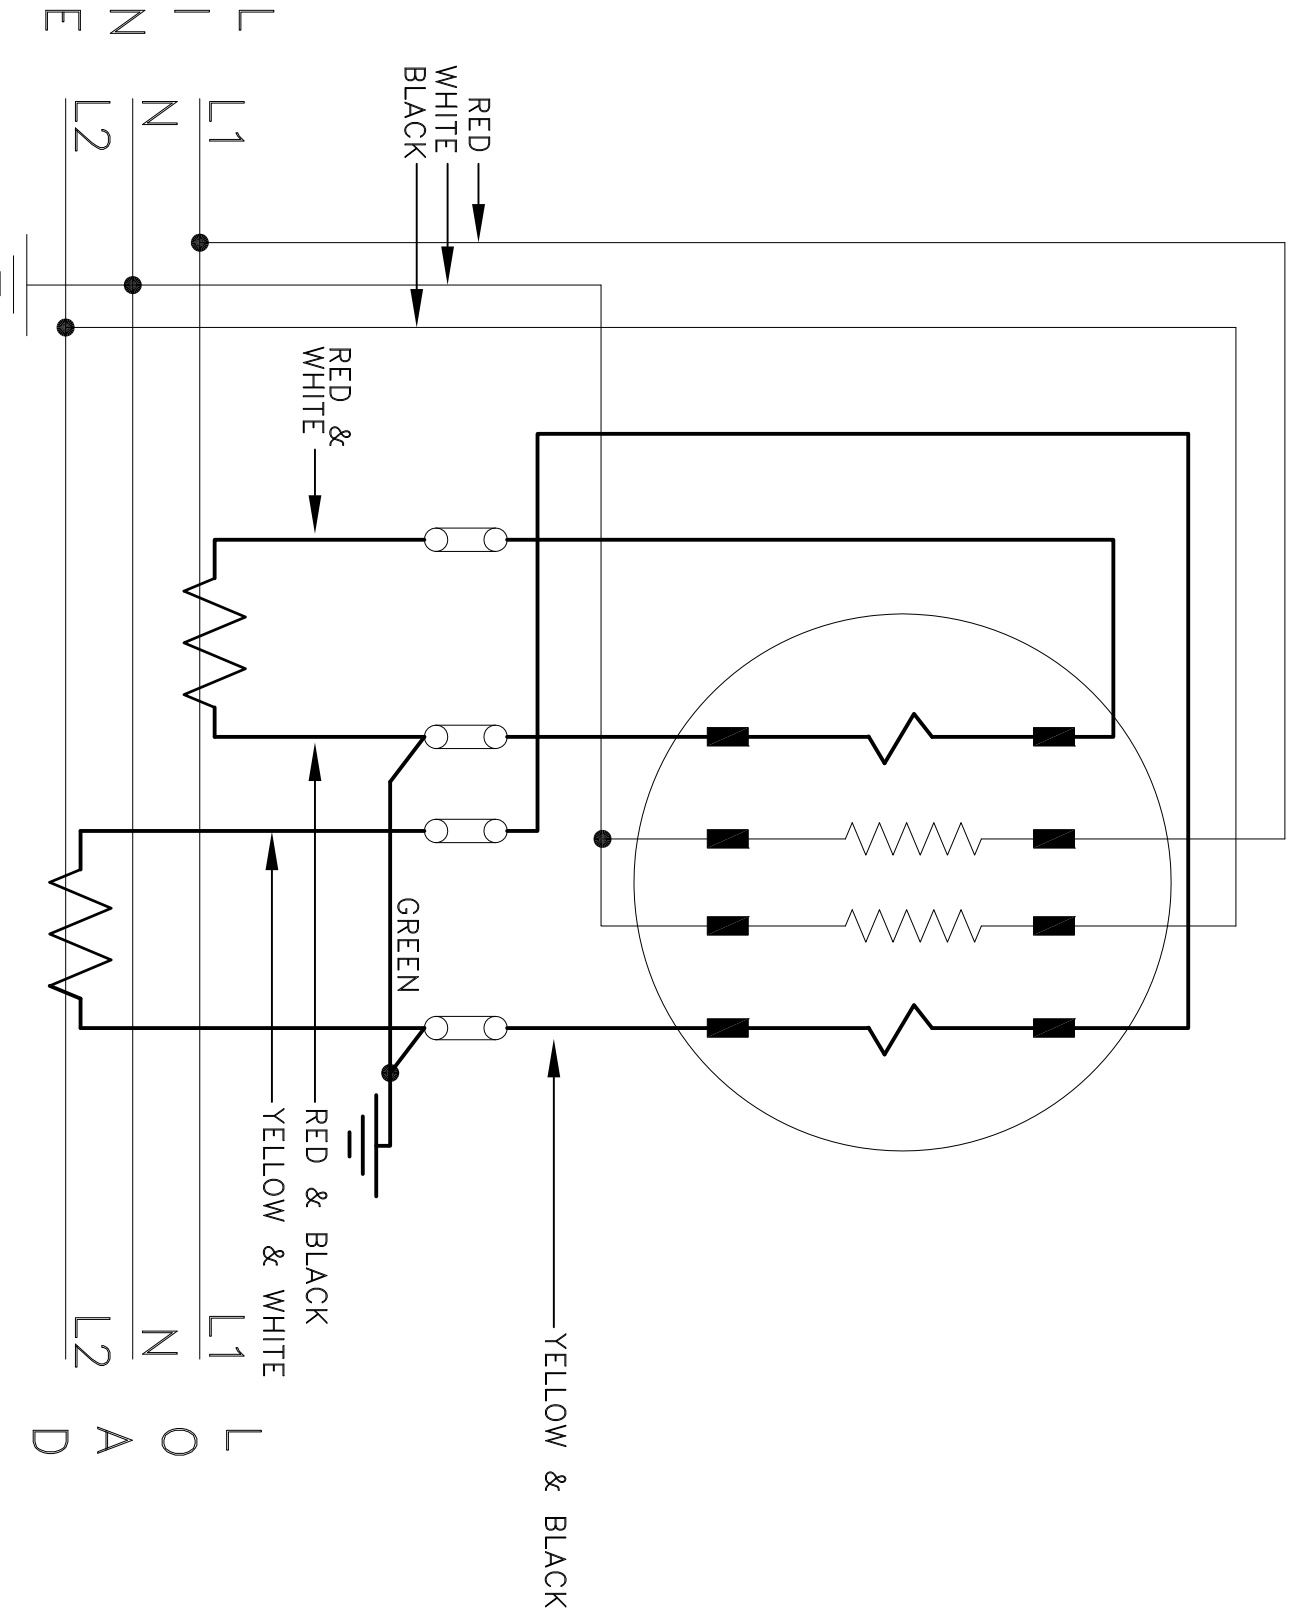 LINE
L1
N
L2
RED
WHITE
BLACK
RED &
WHITE
GREEN
RED & BLACK
YELLOW & WHITE
YELLOW & BLACK
L1
N
L2
LOAD